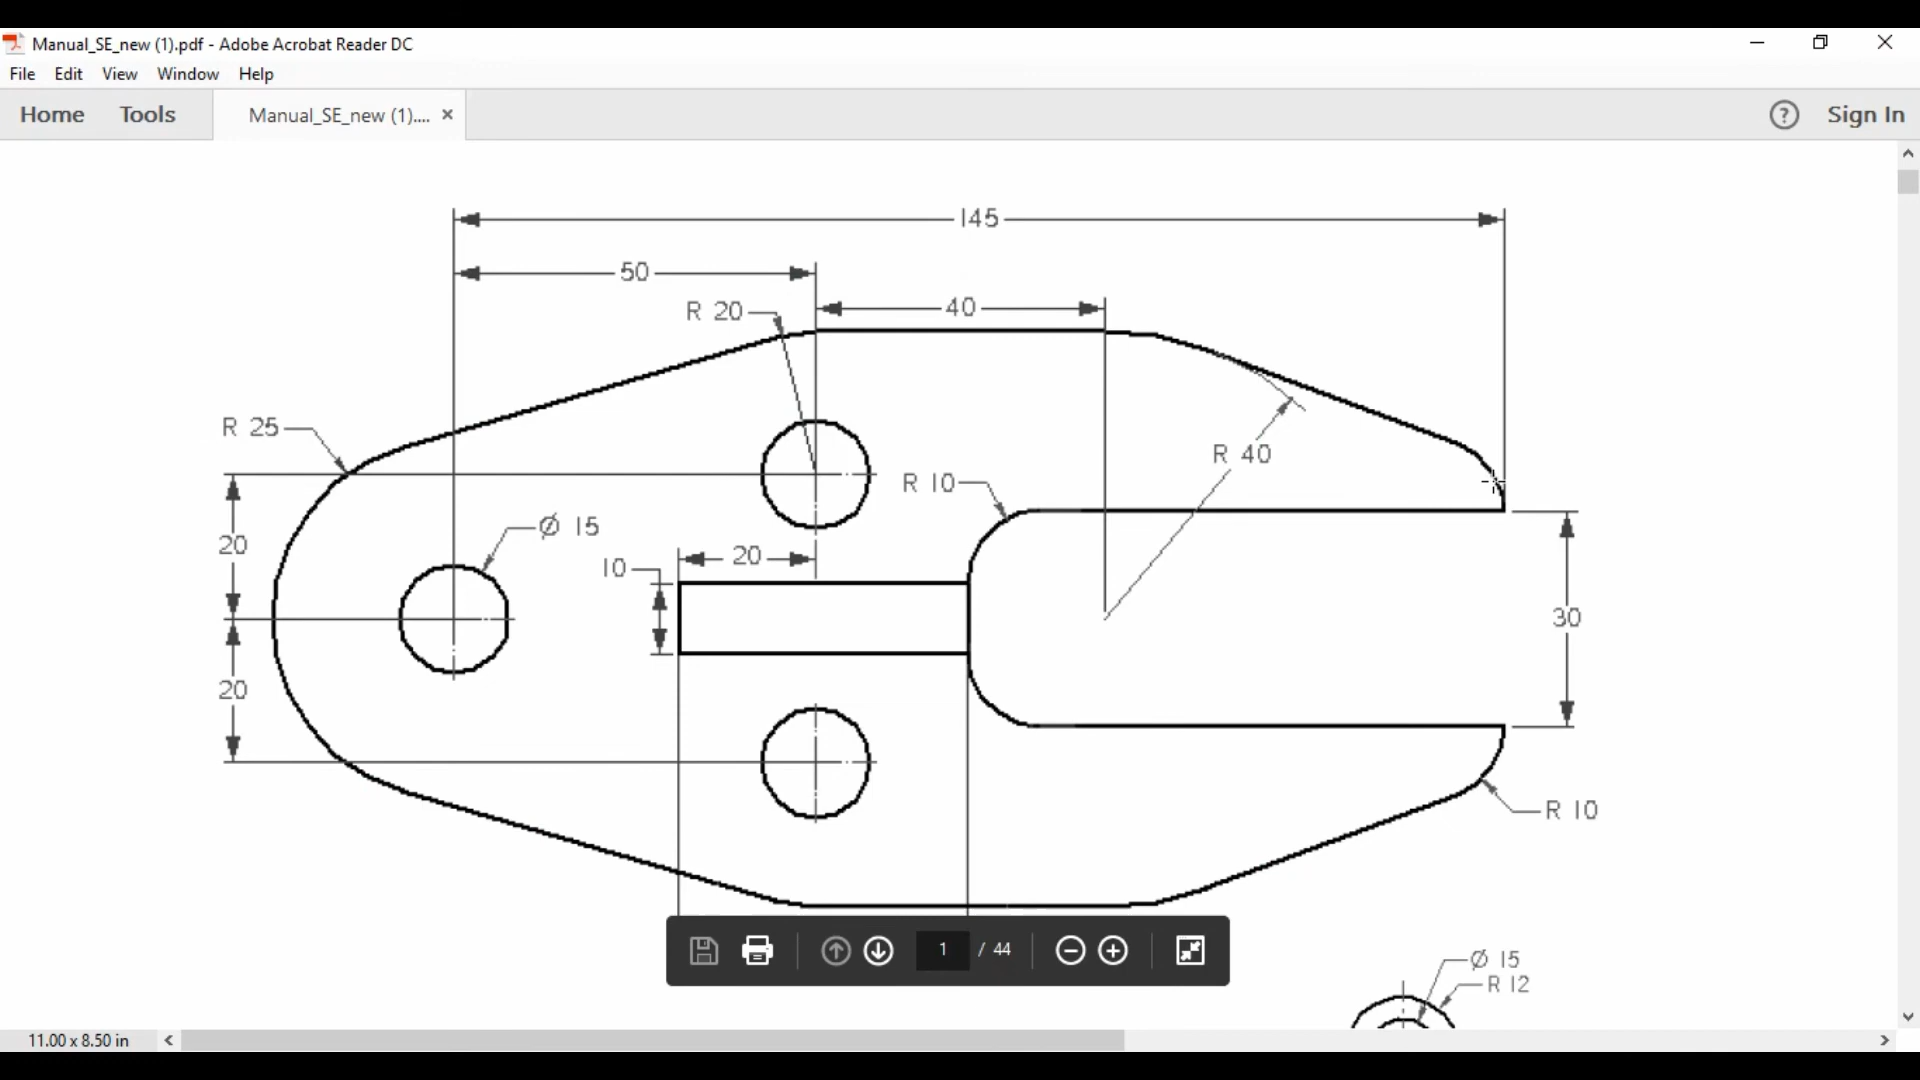 Manual_SE_new (1).pdf - Adobe Acrobat Reader DC
File Edit View Window Help
Home Tools Manual_SE_new (1).... × ? Sign In
145
50
R 20
40
R 25
R 40
R 10
20
Ø 15
10
20
30
20
R 10
1 / 44
Ø 15
R 12
11.00 x 8.50 in